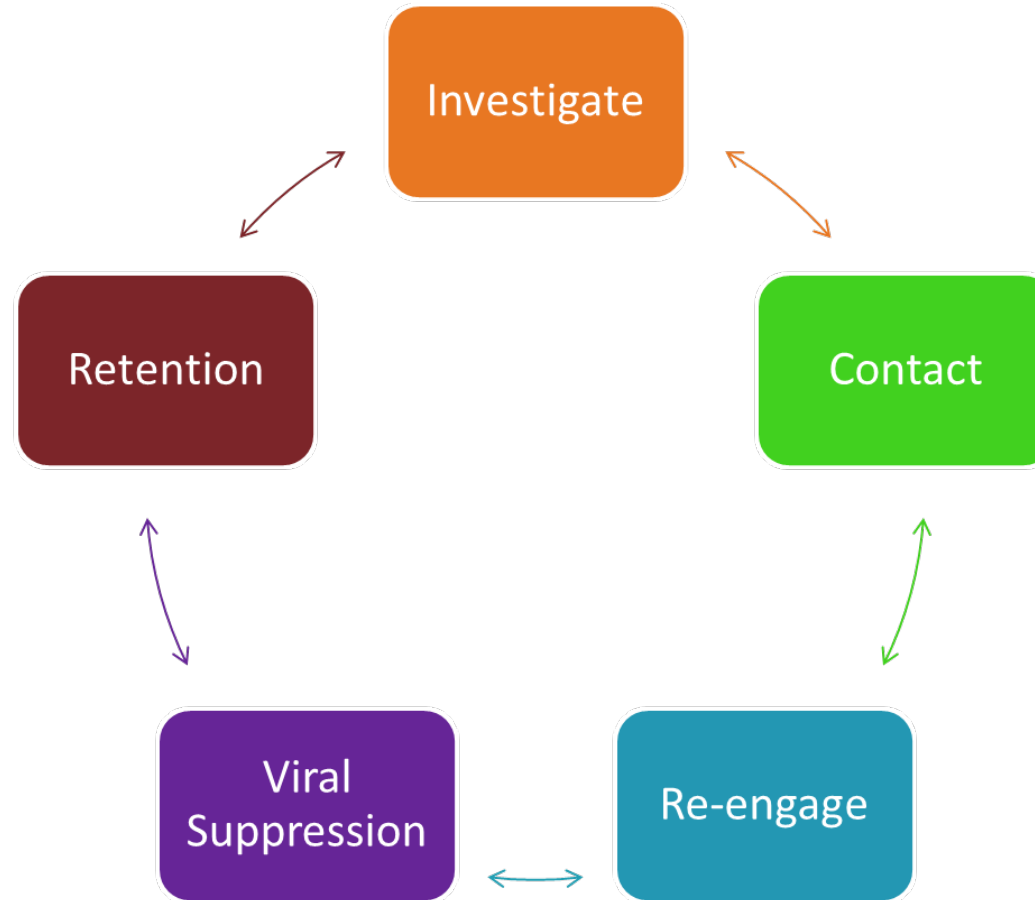 Investigate
Contact
Re-engage
Viral
Suppression
Retention